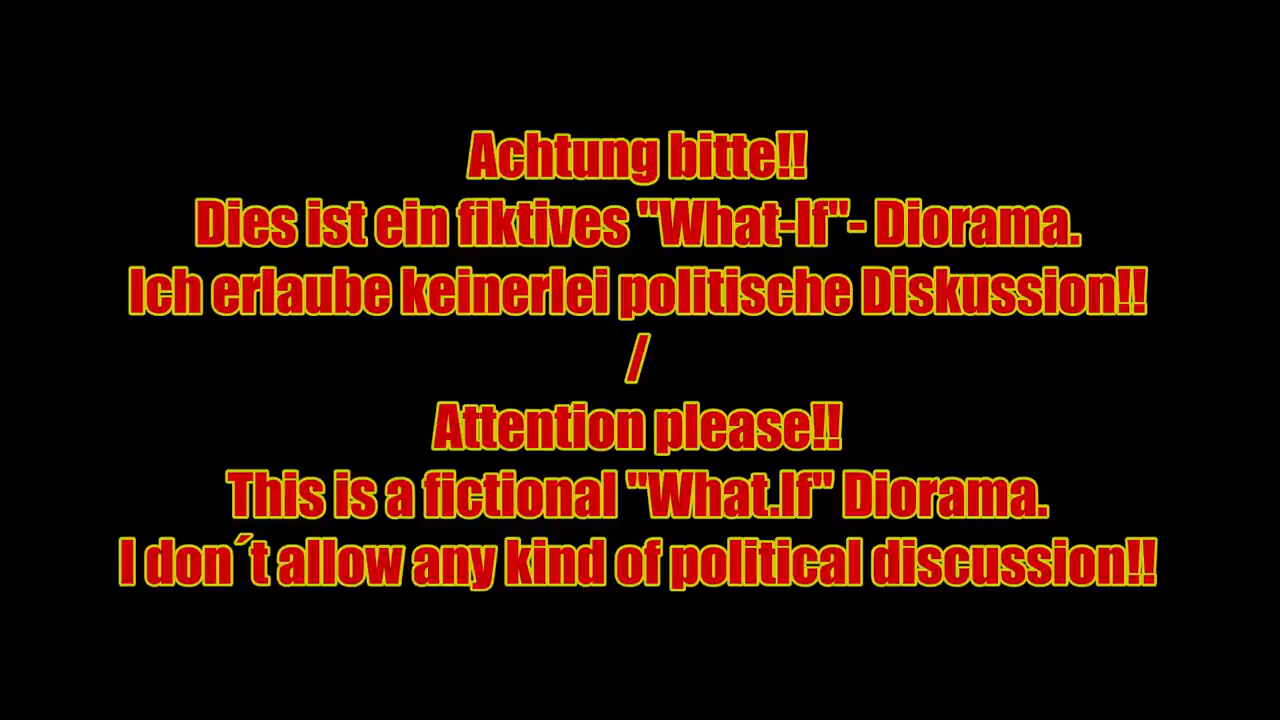 Achtung bitte!!
Dies ist ein fiktives "What-If"- Diorama.
Ich erlaube keinerlei politische Diskussion!!
/
Attention please!!
This is a fictional "What.If" Diorama.
I don´t allow any kind of political discussion!!